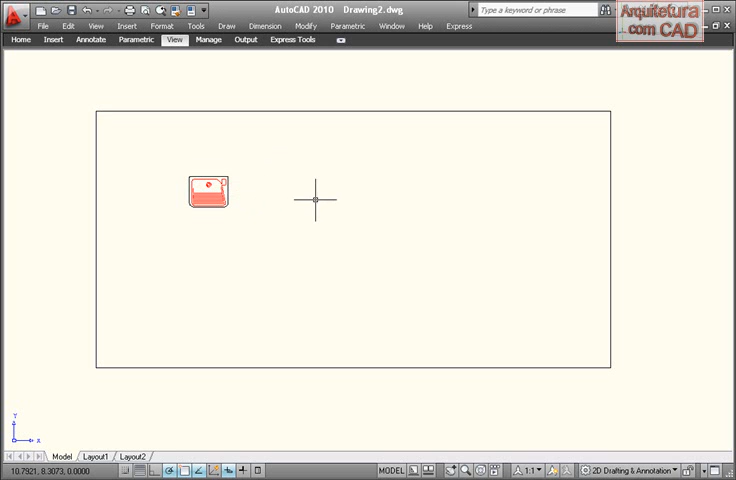 AutoCAD 2010 Drawing2.dwg
Type a keyword or phrase
Arquitetura
com CAD
File Edit View Insert Format Tools Draw Dimension Modify Parametric Window Help Express
Home Insert Annotate Parametric View Manage Output Express Tools
Y
X
Model Layout1 Layout2
10.7921, 8.3073, 0.0000 MODEL 1:1 2D Drafting & Annotation